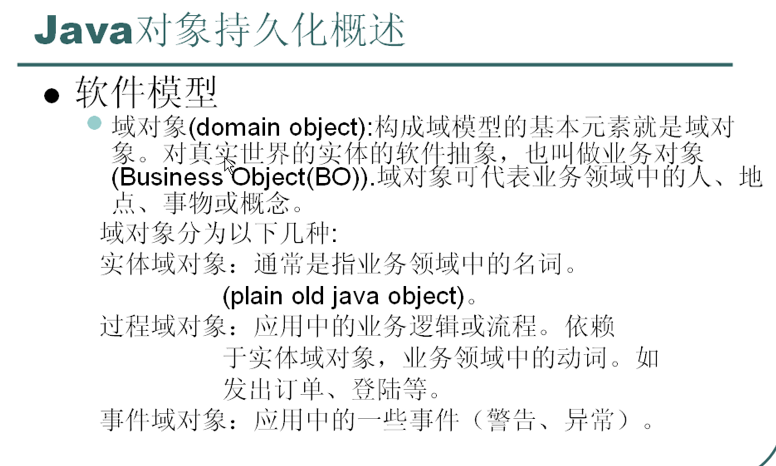 Java对象持久化概述
软件模型
域对象(domain object):构成域模型的基本元素就是域对
象。对真实世界的实体的软件抽象，也叫做业务对象
(Business Object(BO)).域对象可代表业务领域中的人、地
点、事物或概念。
域对象分为以下几种:
实体域对象：通常是指业务领域中的名词。
(plain old java object)。
过程域对象：应用中的业务逻辑或流程。依赖
于实体域对象，业务领域中的动词。如
发出订单、登陆等。
事件域对象：应用中的一些事件（警告、异常）。